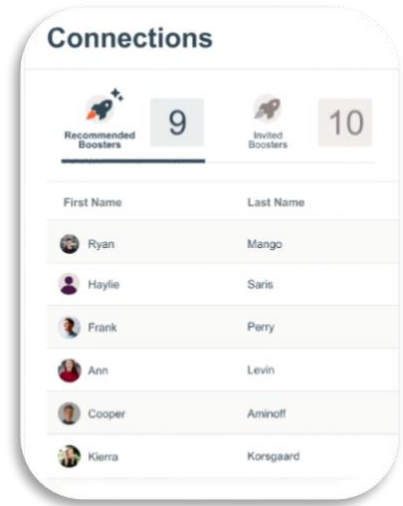 Connections
Recommended Boosters
9
Invited Boosters
10
First Name Last Name
Ryan Mango
Haylie Saris
Frank Perry
Ann Levin
Cooper Aminoff
Kierra Korsgaard